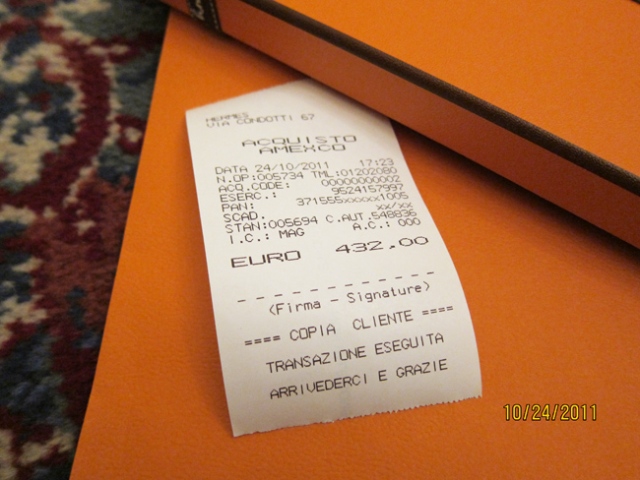 HERMES
VIA CONDOTTI 67
ACQUISTO
AMEXCO
DATA 24/10/2011 17:23
N.OP:005734 TML:01202080
ACQ.CODE: 00000000002
ESERC.: 9524157997
PAN: 371555xxxxx1005
SCAD. xx/xx
STAN:005694 C.AUT.548836
I.C.: MAG A.C.: 000
EURO 432,00
(Firma - Signature)
==== COPIA CLIENTE ====
TRANSAZIONE ESEGUITA
ARRIVEDERCI E GRAZIE
10/24/2011